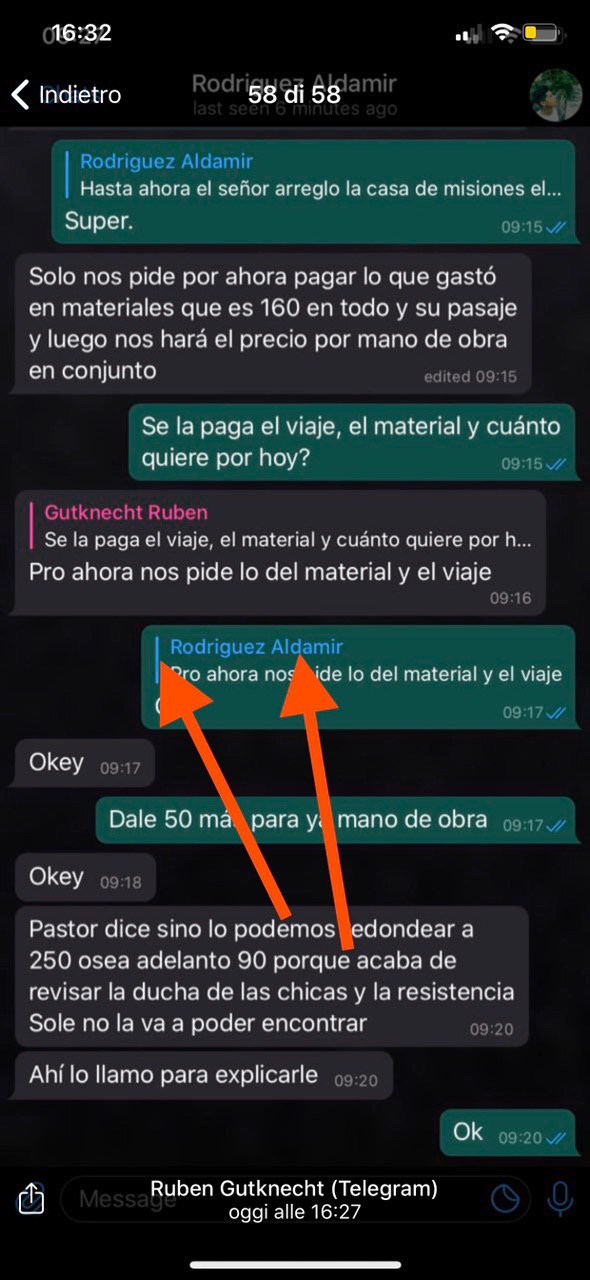 16:32
Indietro
Rodriguez Aldamir
58 di 58
last seen 6 minutes ago
Rodriguez Aldamir
Hasta ahora el señor arreglo la casa de misiones el...
Super.
09:15
Solo nos pide por ahora pagar lo que gastó
en materiales que es 160 en todo y su pasaje
y luego nos hará el precio por mano de obra
en conjunto
edited 09:15
Se la paga el viaje, el material y cuánto
quiere por hoy?
09:15
Gutknecht Ruben
Se la paga el viaje, el material y cuánto quiere por h...
Pro ahora nos pide lo del material y el viaje
09:16
Rodriguez Aldamir
Pro ahora nos pide lo del material y el viaje
09:17
Okey 09:17
Dale 50 más para ya mano de obra 09:17
Okey 09:18
Pastor dice sino lo podemos redondear a
250 osea adelanto 90 porque acaba de
revisar la ducha de las chicas y la resistencia
Sole no la va a poder encontrar
09:20
Ahí lo llamo para explicarle 09:20
Ok 09:20
Message
Ruben Gutknecht (Telegram)
oggi alle 16:27